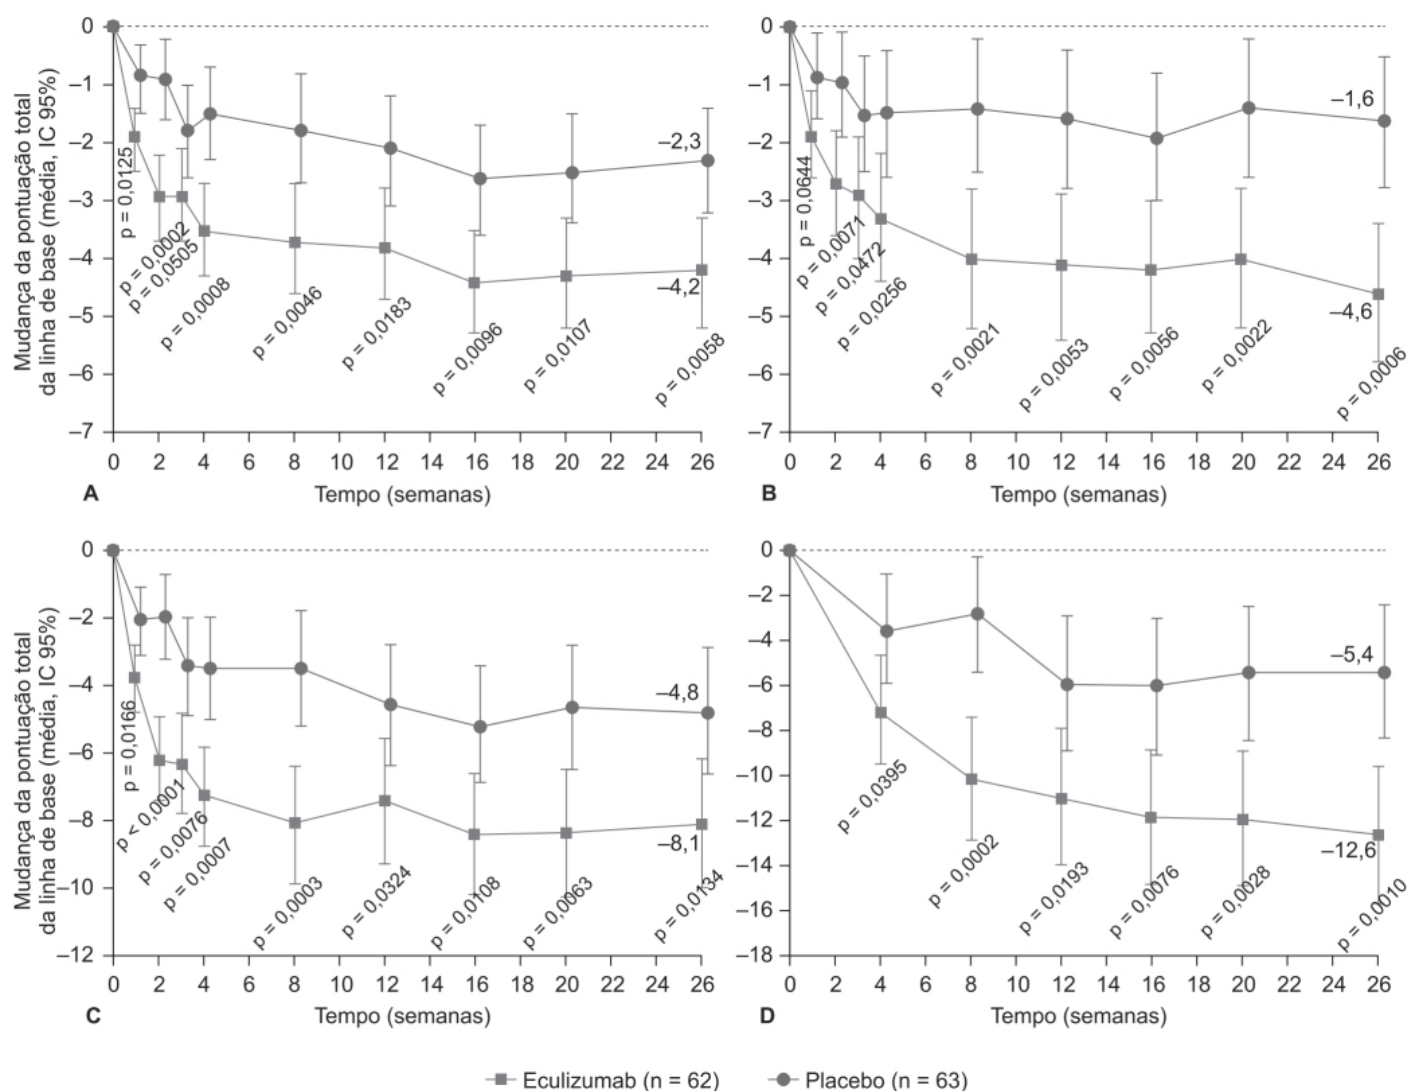 Mudança da pontuação total
da linha de base (média, IC 95%)
0
–1
–2
–3
–4
–5
–6
–7
p = 0,0125
p = 0,0002
p = 0,0505
p = 0,0008
p = 0,0046
p = 0,0183
p = 0,0096
p = 0,0107
p = 0,0058
–2,3
–4,2
0 2 4 6 8 10 12 14 16 18 20 22 24 26
A
Tempo (semanas)
0
–1
–2
–3
–4
–5
–6
–7
p = 0,0644
p = 0,0071
p = 0,0472
p = 0,0256
p = 0,0021
p = 0,0053
p = 0,0056
p = 0,0022
p = 0,0006
–1,6
–4,6
0 2 4 6 8 10 12 14 16 18 20 22 24 26
B
Tempo (semanas)
Mudança da pontuação total
da linha de base (média, IC 95%)
0
–2
–4
–6
–8
–10
–12
p = 0,0166
p < 0,0001
p = 0,0076
p = 0,0007
p = 0,0003
p = 0,0324
p = 0,0108
p = 0,0063
p = 0,0134
–4,8
–8,1
0 2 4 6 8 10 12 14 16 18 20 22 24 26
C
Tempo (semanas)
0
–2
–4
–6
–8
–10
–12
–14
–16
–18
p = 0,0395
p = 0,0002
p = 0,0193
p = 0,0076
p = 0,0028
p = 0,0010
–5,4
–12,6
0 2 4 6 8 10 12 14 16 18 20 22 24 26
D
Tempo (semanas)
Eculizumab (n = 62) Placebo (n = 63)